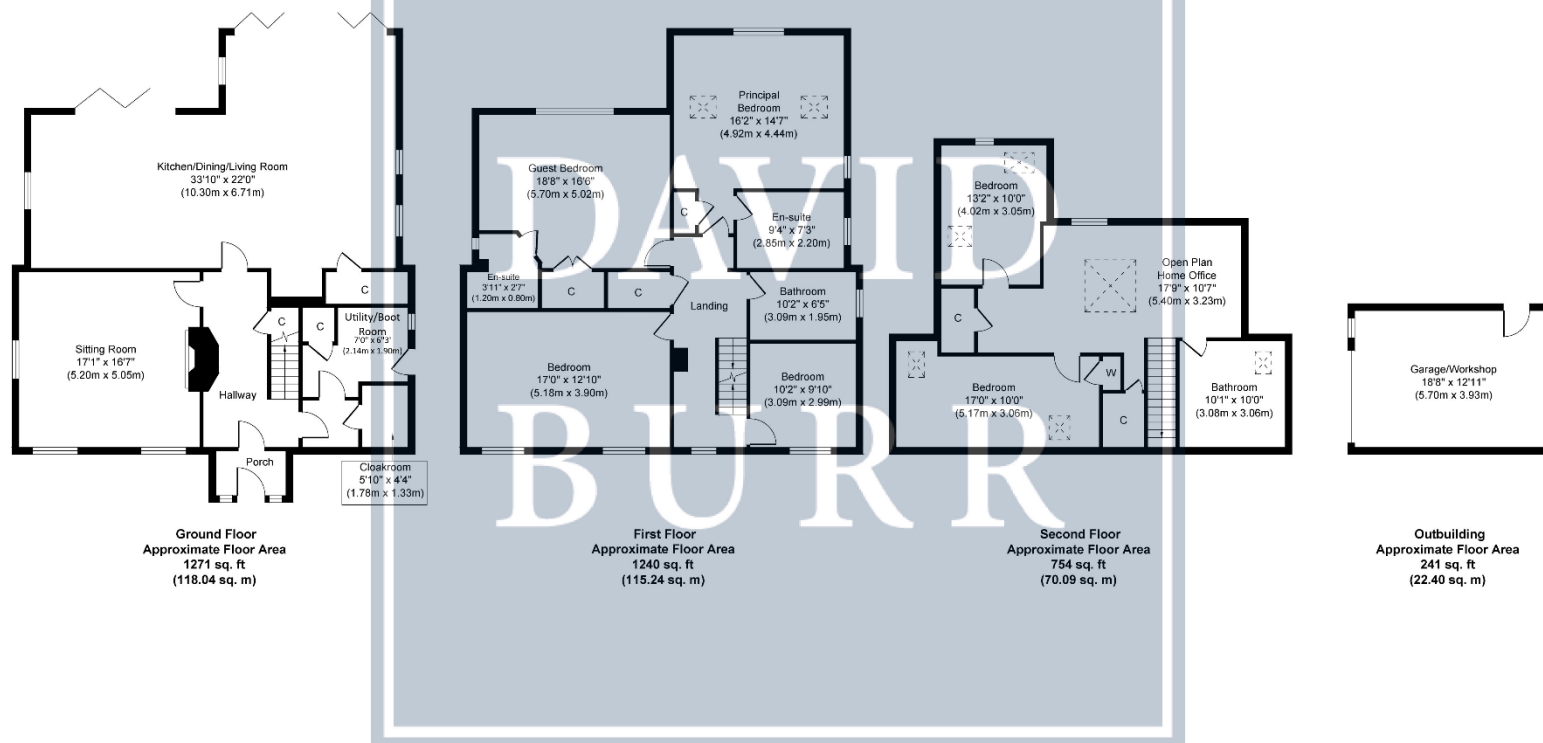 Kitchen/Dining/Living Room
33'10" x 22'0"
(10.30m x 6.71m)
C
Sitting Room
17'1" x 16'7"
(5.20m x 5.05m)
Hallway
C
C
Utility/Boot
Room
7'0" x 6'3"
(2.14m x 1.90m)
Porch
Cloakroom
5'10" x 4'4"
(1.78m x 1.33m)
Ground Floor
Approximate Floor Area
1271 sq. ft
(118.04 sq. m)
Principal
Bedroom
16'2" x 14'7"
(4.92m x 4.44m)
Guest Bedroom
18'8" x 16'6"
(5.70m x 5.02m)
C
En-suite
9'4" x 7'3"
(2.85m x 2.20m)
En-suite
3'11" x 2'7"
(1.20m x 0.80m)
C
C
Landing
Bathroom
10'2" x 6'5"
(3.09m x 1.95m)
Bedroom
17'0" x 12'10"
(5.18m x 3.90m)
Bedroom
10'2" x 9'10"
(3.09m x 2.99m)
First Floor
Approximate Floor Area
1240 sq. ft
(115.24 sq. m)
Bedroom
13'2" x 10'0"
(4.02m x 3.05m)
Open Plan
Home Office
17'9" x 10'7"
(5.40m x 3.23m)
C
Bedroom
17'0" x 10'0"
(5.17m x 3.06m)
W
C
Bathroom
10'1" x 10'0"
(3.08m x 3.06m)
Second Floor
Approximate Floor Area
754 sq. ft
(70.09 sq. m)
Garage/Workshop
18'8" x 12'11"
(5.70m x 3.93m)
Outbuilding
Approximate Floor Area
241 sq. ft
(22.40 sq. m)
DAVID
BURR